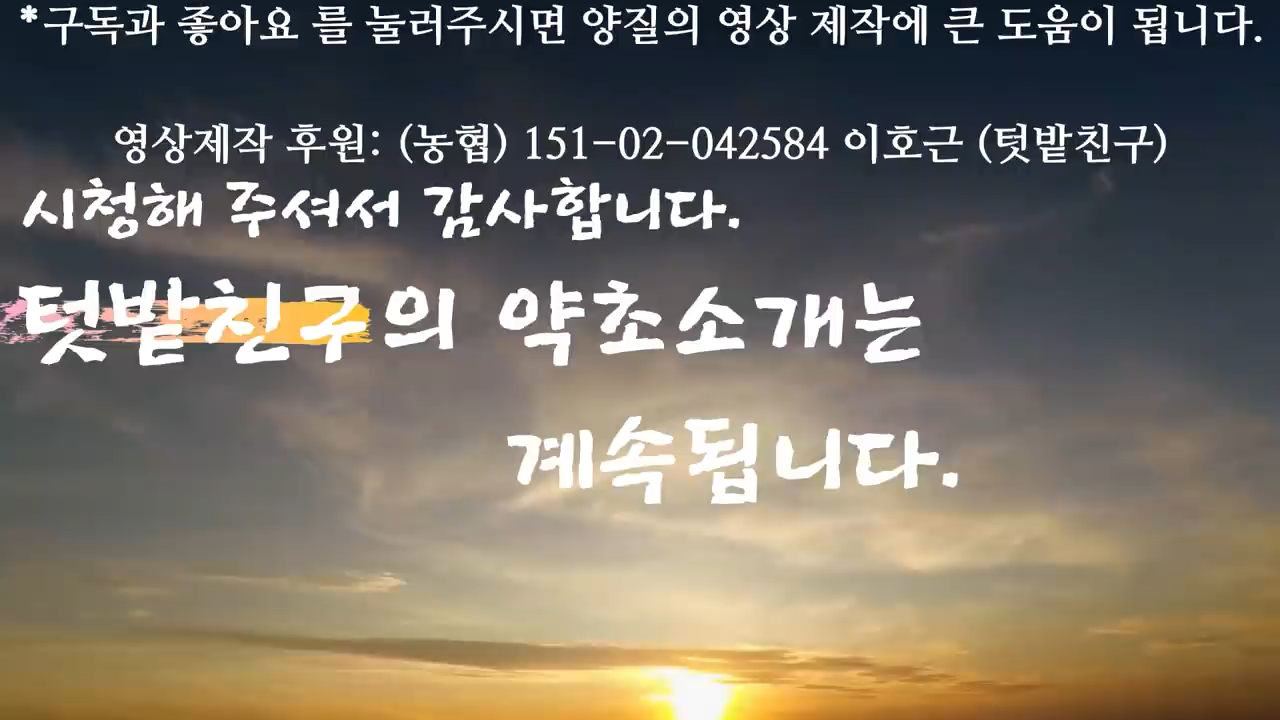 *구독과 좋아요 를 눌러주시면 양질의 영상 제작에 큰 도움이 됩니다.
영상제작 후원: (농협) 151-02-042584 이호근 (텃밭친구)
시청해 주셔서 감사합니다.
텃밭친구의 약초소개는
계속됩니다.